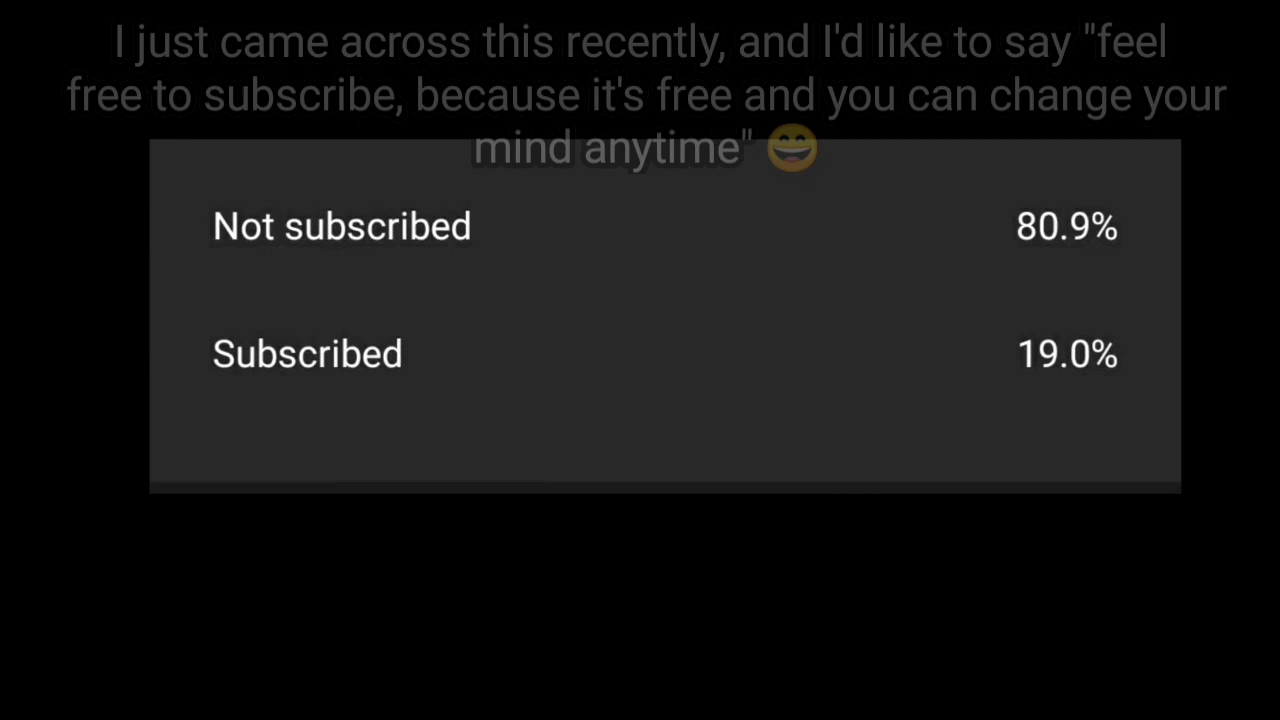 I just came across this recently, and I'd like to say "feel
free to subscribe, because it's free and you can change your
mind anytime" 😄
Not subscribed 80.9%
Subscribed 19.0%